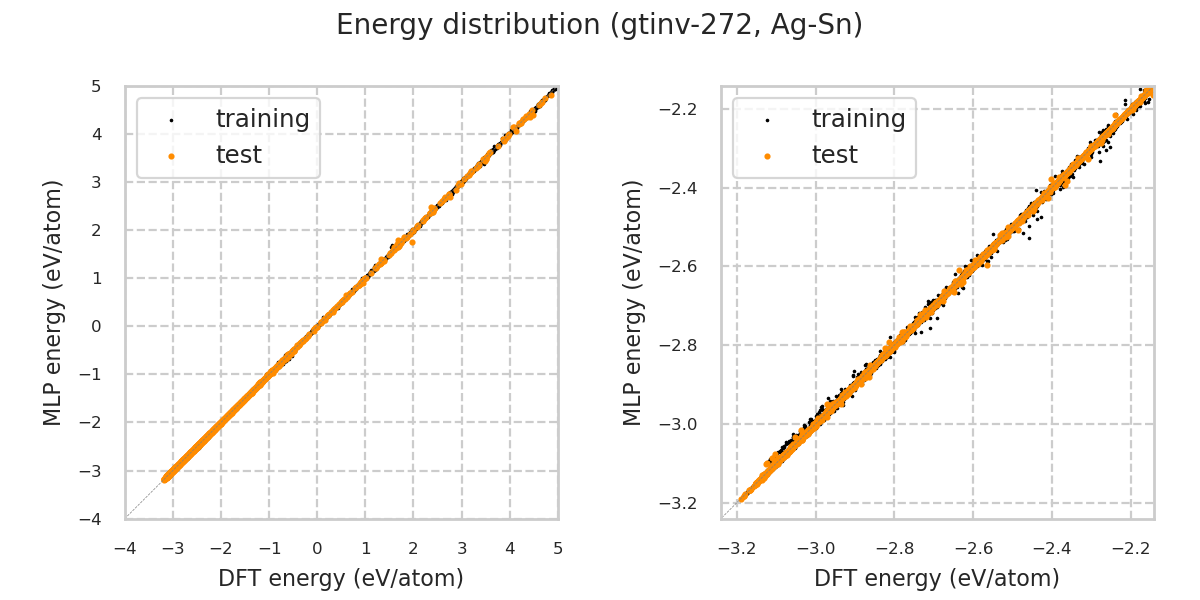 Energy distribution (gtinv-272, Ag-Sn)
training
test
5
4
3
2
1
0
−1
−2
−3
−4
−4 −3 −2 −1 0 1 2 3 4 5
MLP energy (eV/atom)
DFT energy (eV/atom)
training
test
−2.2
−2.4
−2.6
−2.8
−3.0
−3.2
−3.2 −3.0 −2.8 −2.6 −2.4 −2.2
MLP energy (eV/atom)
DFT energy (eV/atom)